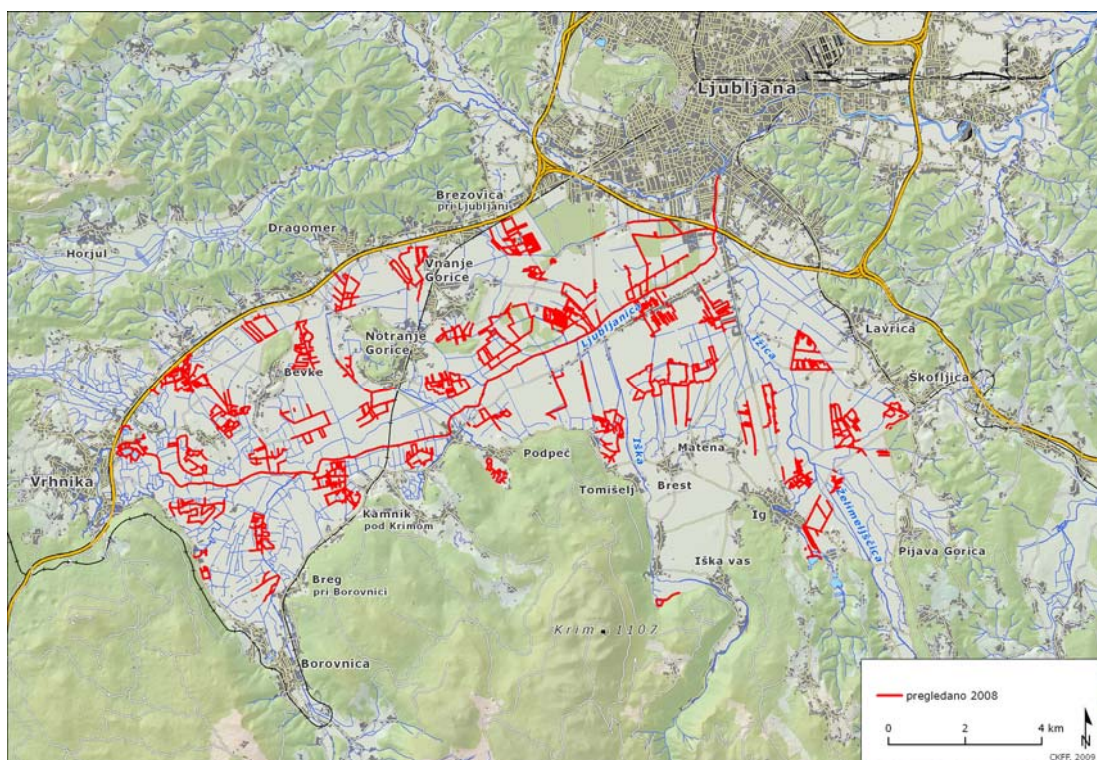 Ljubljana
Brezovica
pri Ljubljani
Dragomer
Horjul
Vnanje
Gorice
Ljubljanica
Lavrica
Notranje
Gorice
Ižica
Bevke
Škofljica
Podpeč
Iška
Matena
Vrhnika
Tomišelj
Brest
Želimeljščica
Kamnik
pod Krimom
Ig
Pijava Gorica
Iška vas
Breg
pri Borovnici
Krim 1107
Borovnica
pregledano 2008
0 2 4 km
N
CKFF, 2009